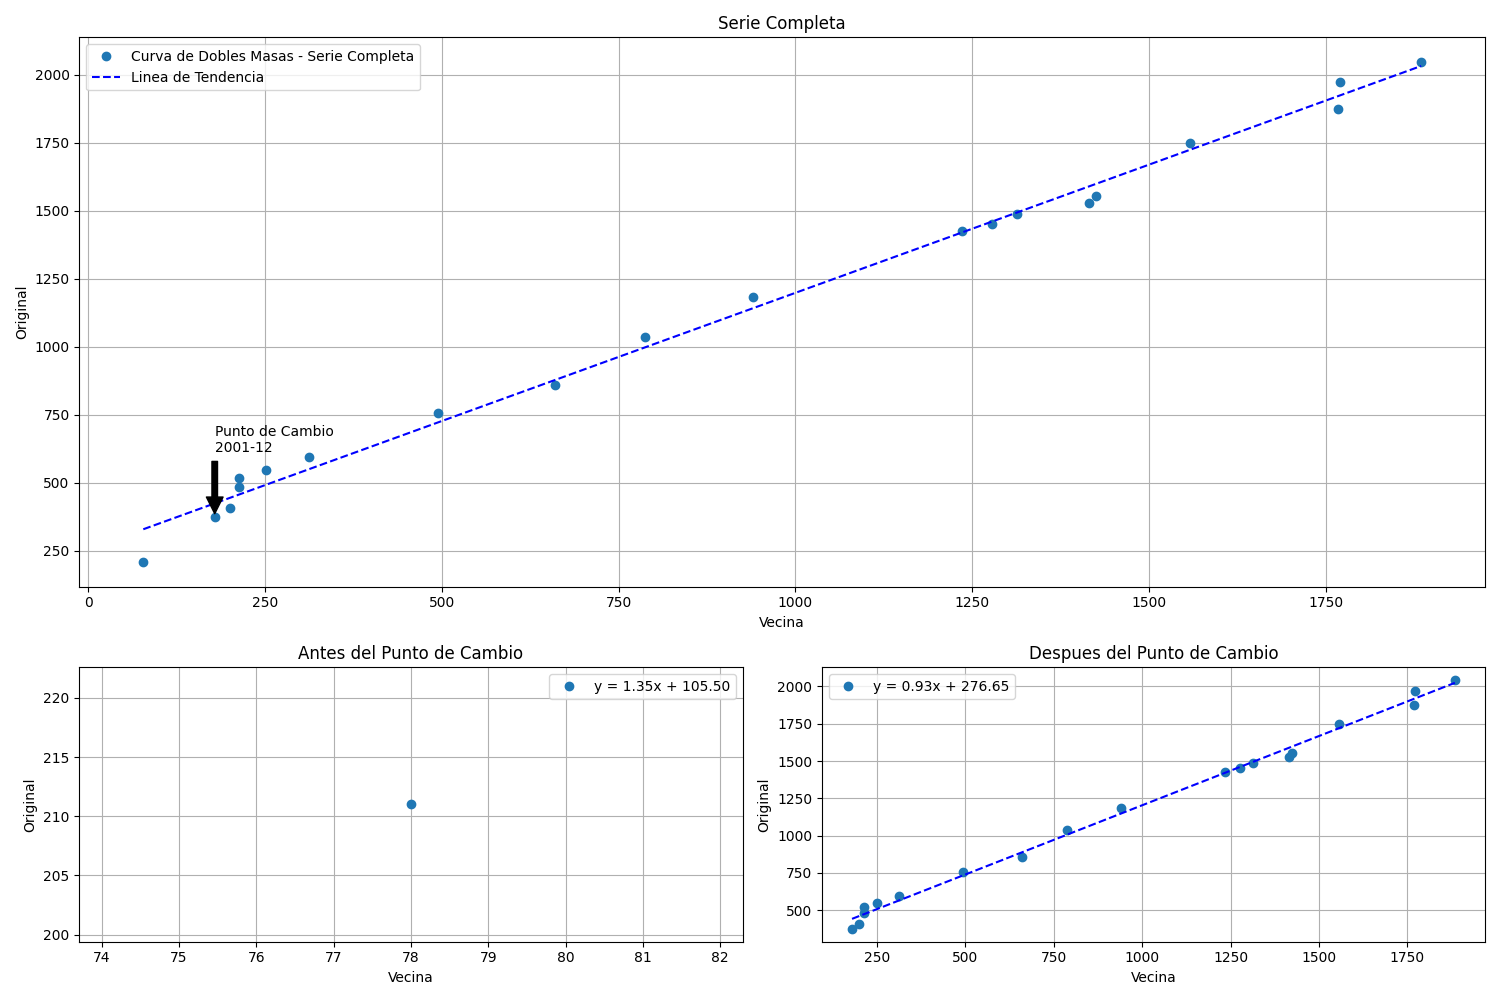 Serie Completa
Curva de Dobles Masas - Serie Completa
Linea de Tendencia
2000
1750
1500
1250
1000
750
500
250
Original
Punto de Cambio
2001-12
0 250 500 750 1000 1250 1500 1750
Vecina
Antes del Punto de Cambio
y = 1.35x + 105.50
220
215
210
205
200
Original
74 75 76 77 78 79 80 81 82
Vecina
Despues del Punto de Cambio
y = 0.93x + 276.65
2000
1750
1500
1250
1000
750
500
Original
250 500 750 1000 1250 1500 1750
Vecina